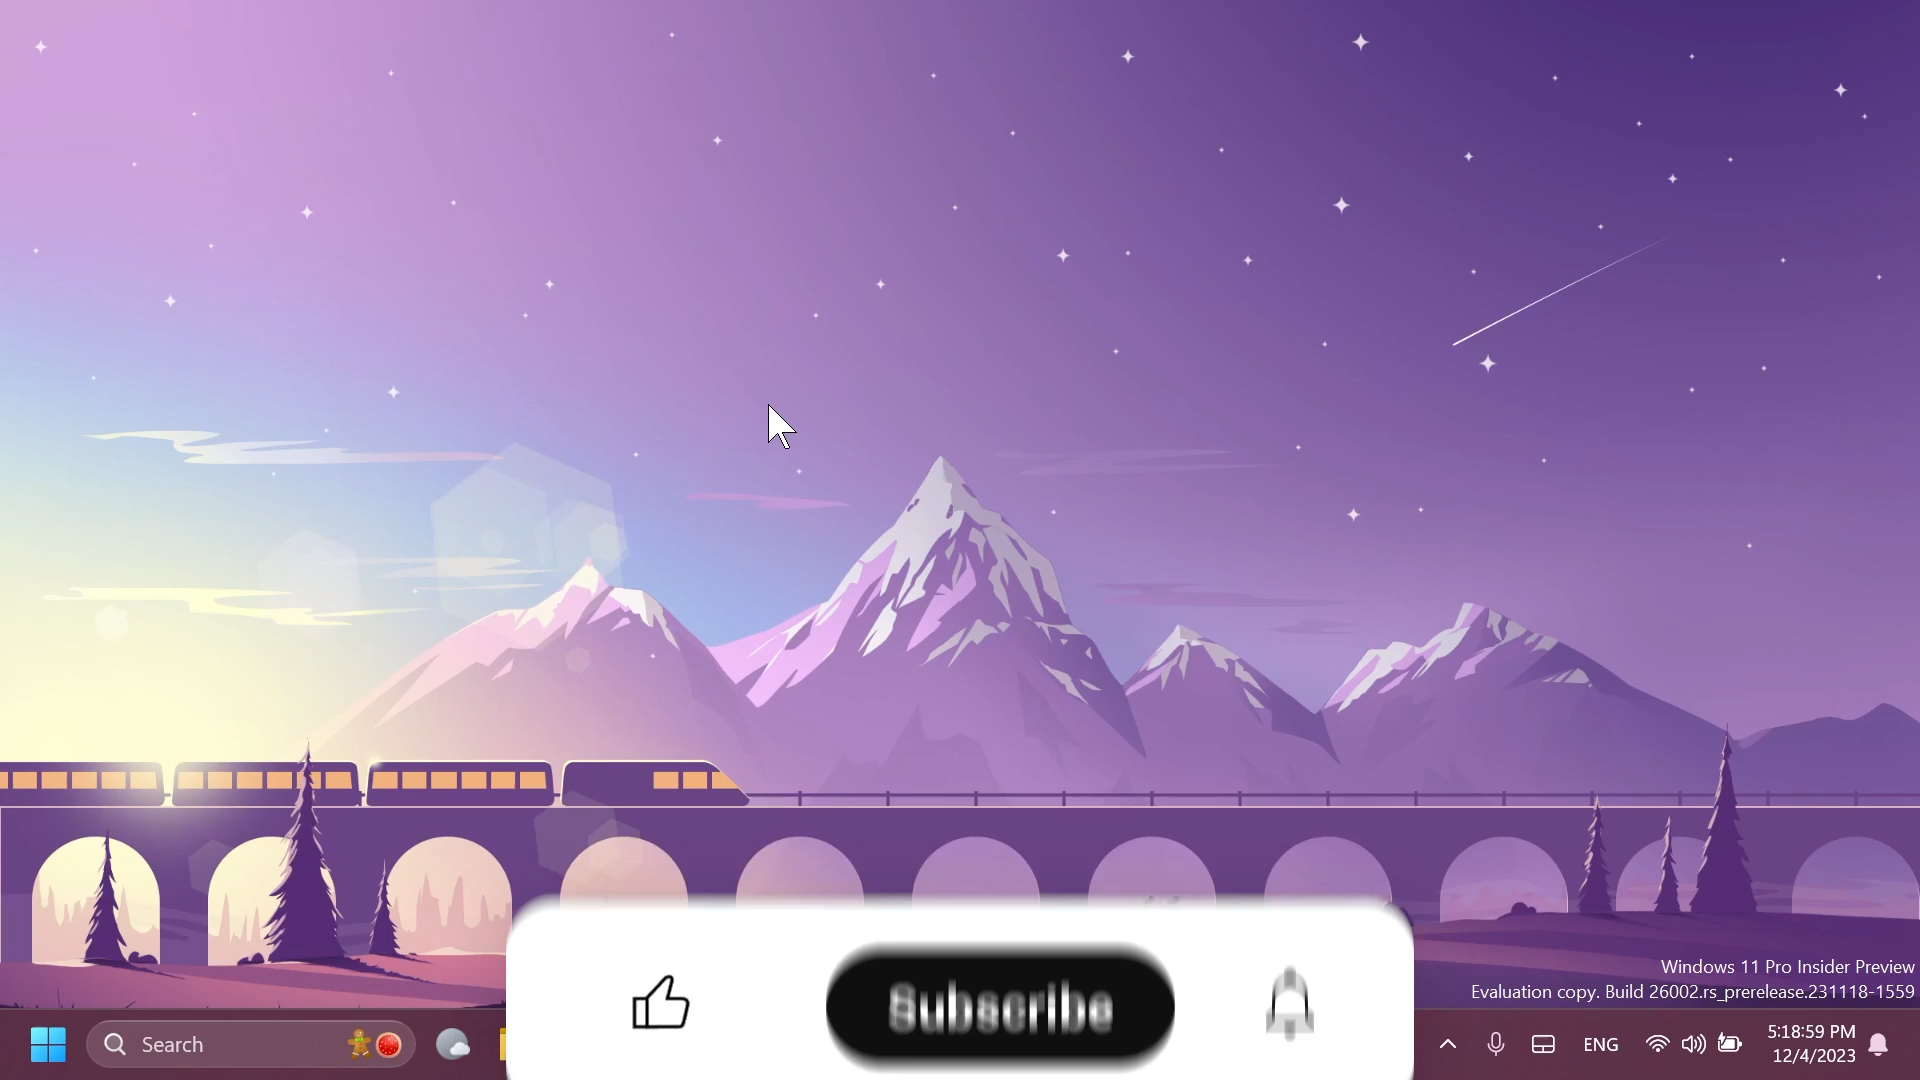 Windows 11 Pro Insider Preview
Evaluation copy. Build 26002.rs_prerelease.231118-1559
Subscribe
Search
ENG
5:18:59 PM
12/4/2023